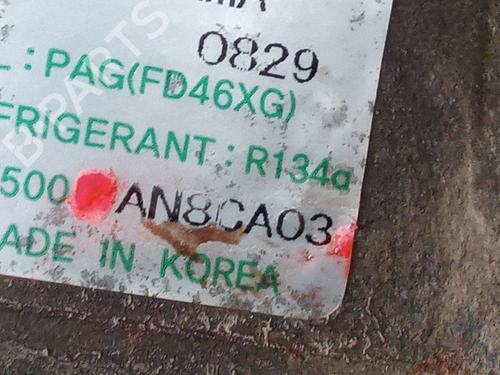 0829
L : PAG(FD46XG)
FRIGERANT : R134a
500 AN8CA03
ADE IN KOREA